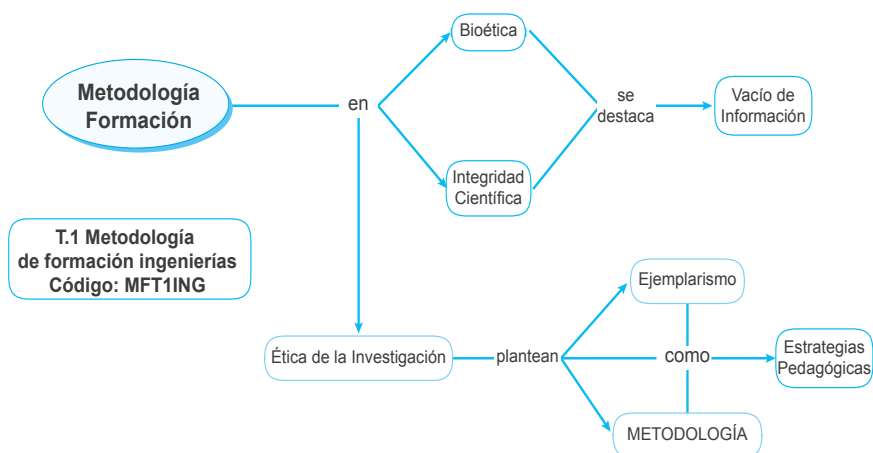 Metodología
Formación
en
Bioética
Integridad
Científica
se
destaca
Vacío de
Información
T.1 Metodología
de formación ingenierías
Código: MFT1ING
Ética de la Investigación
plantean
Ejemplarismo
como
METODOLOGÍA
Estrategias
Pedagógicas